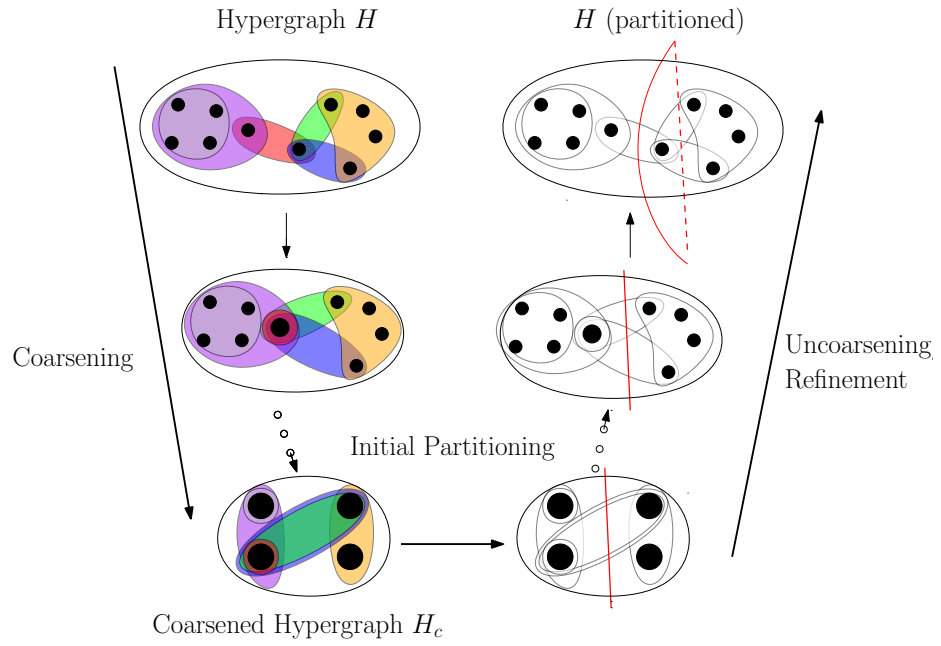 Hypergraph H
H (partitioned)
Coarsening
Uncoarsening,
Refinement
Initial Partitioning
Coarsened Hypergraph H_c